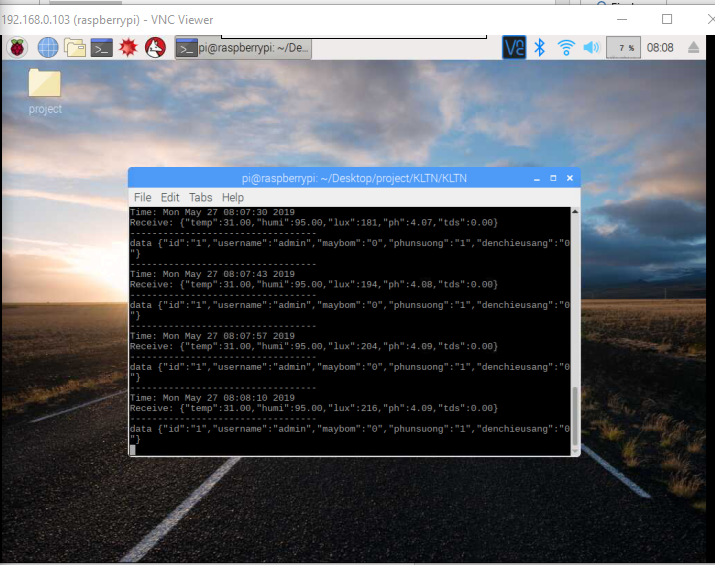 192.168.0.103 (raspberrypi) - VNC Viewer
pi@raspberrypi: ~/De...
7 %
08:08
project
pi@raspberrypi: ~/Desktop/project/KLTN/KLTN
File Edit Tabs Help
Time: Mon May 27 08:07:30 2019
Receive: {"temp":31.00,"humi":95.00,"lux":181,"ph":4.07,"tds":0.00}
----------------------------------
data {"id":"1","username":"admin","maybom":"0","phunsuong":"1","denchieusang":"0
"}
----------------------------------
Time: Mon May 27 08:07:43 2019
Receive: {"temp":31.00,"humi":95.00,"lux":194,"ph":4.08,"tds":0.00}
----------------------------------
data {"id":"1","username":"admin","maybom":"0","phunsuong":"1","denchieusang":"0
"}
----------------------------------
Time: Mon May 27 08:07:57 2019
Receive: {"temp":31.00,"humi":95.00,"lux":204,"ph":4.09,"tds":0.00}
----------------------------------
data {"id":"1","username":"admin","maybom":"0","phunsuong":"1","denchieusang":"0
"}
----------------------------------
Time: Mon May 27 08:08:10 2019
Receive: {"temp":31.00,"humi":95.00,"lux":216,"ph":4.09,"tds":0.00}
----------------------------------
data {"id":"1","username":"admin","maybom":"0","phunsuong":"1","denchieusang":"0
"}